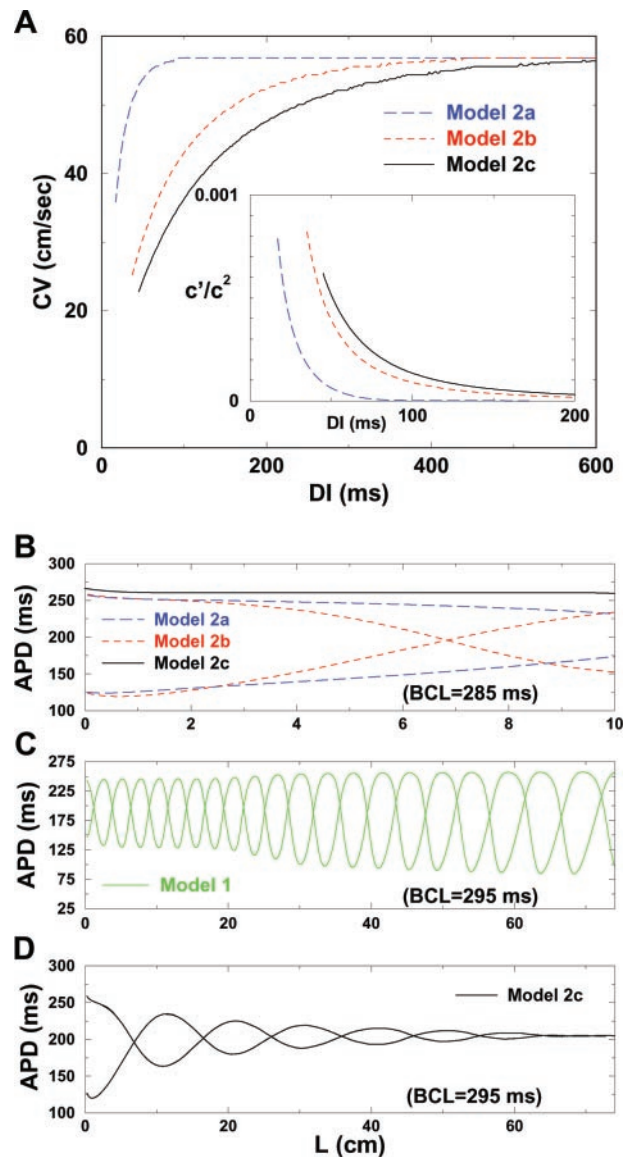 A
60
40
20
0
CV (cm/sec)
Model 2a
Model 2b
Model 2c
0.001
c'/c²
0
0
100
200
DI (ms)
0
200
400
600
DI (ms)
B
300
250
200
150
100
APD (ms)
Model 2a
Model 2b
Model 2c
(BCL=285 ms)
0
2
4
6
8
10
C
275
225
175
125
75
25
APD (ms)
Model 1
(BCL=295 ms)
0
20
40
60
D
300
250
200
150
100
APD (ms)
Model 2c
(BCL=295 ms)
0
20
40
60
L (cm)